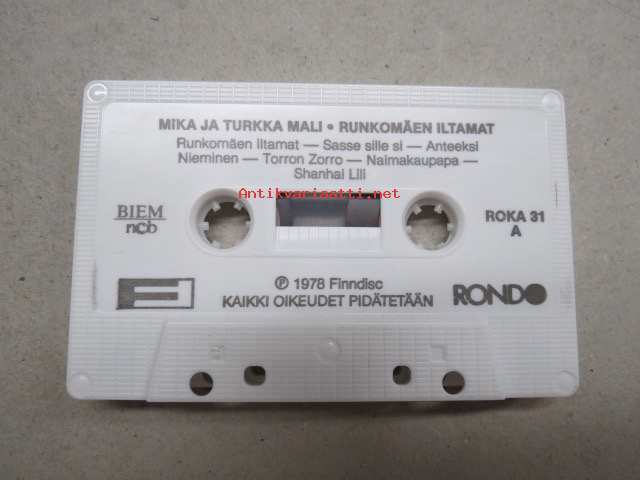 MIKA JA TURKKA MALI • RUNKOMÄEN ILTAMAT
Runkomäen iltamat — Sasse sille si — Anteeksi
Nieminen — Torron Zorro — Naimakaupapa —
Shanhai Lili
Antikvariaatti.net
BIEM
ncb
ROKA 31
A
℗ 1978 Finndisc
KAIKKI OIKEUDET PIDÄTETÄÄN
RONDO